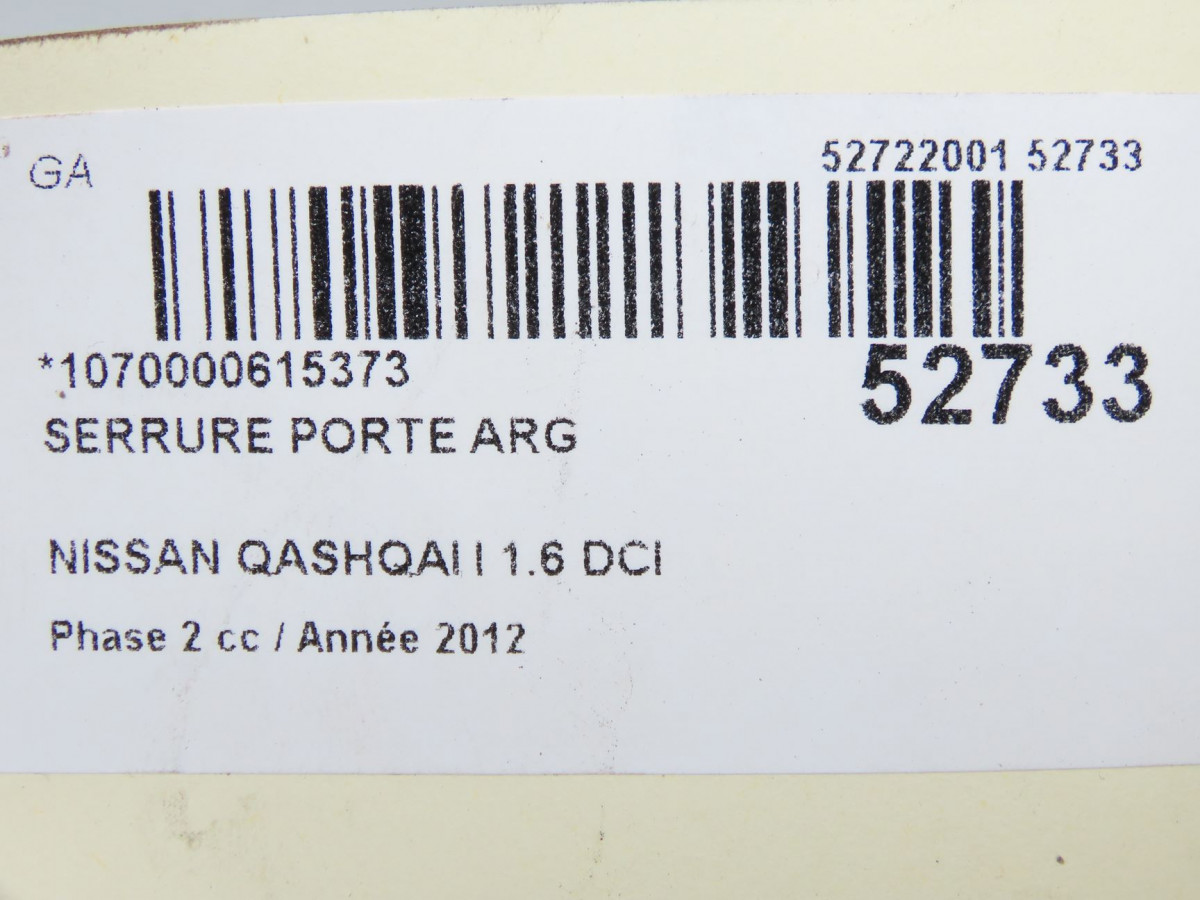 GA
52722001 52733
*1070000615373
52733
SERRURE PORTE ARG
NISSAN QASHQAI I 1.6 DCI
Phase 2 cc / Année 2012